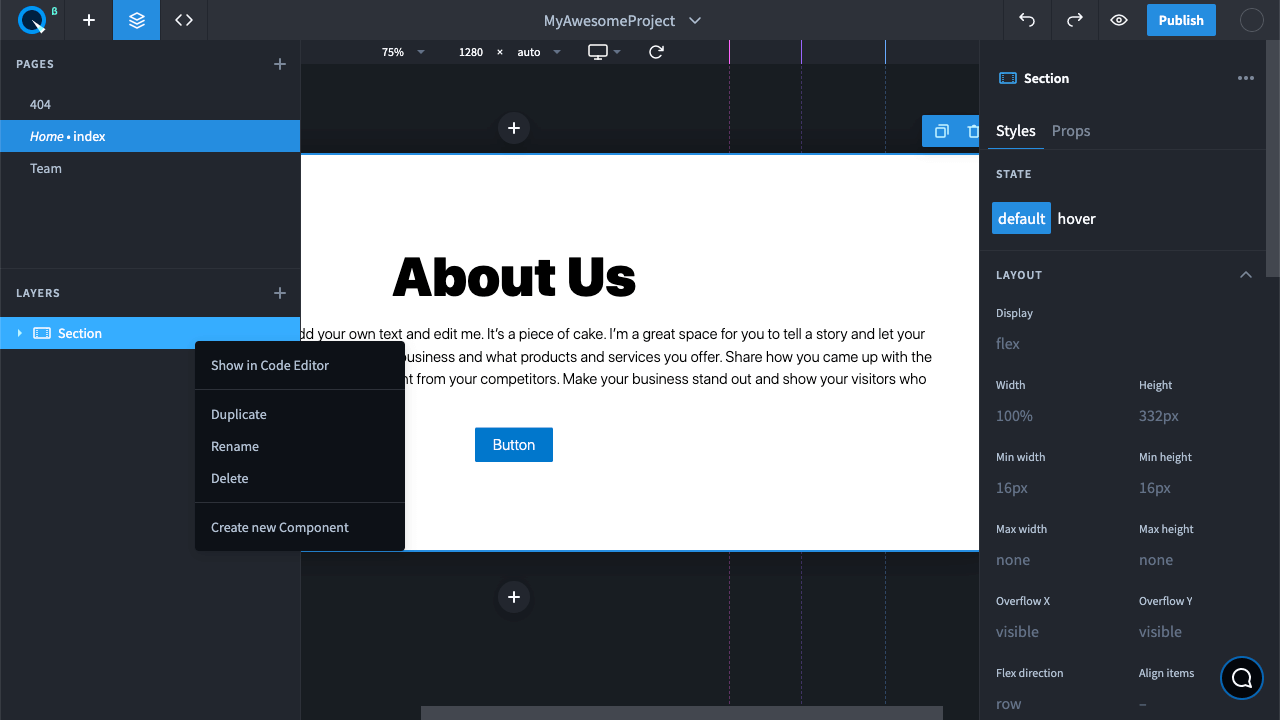 β
MyAwesomeProject
Publish
75%
1280 × auto
PAGES
404
Home • index
Team
LAYERS
Section
Show in Code Editor
Duplicate
Rename
Delete
Create new Component
About Us
dd your own text and edit me. It’s a piece of cake. I’m a great space for you to tell a story and let your
business and what products and services you offer. Share how you came up with the
from your competitors. Make your business stand out and show your visitors who
Button
Section
Styles Props
STATE
default hover
LAYOUT
Display
flex
Width Height
100% 332px
Min width Min height
16px 16px
Max width Max height
none none
Overflow X Overflow Y
visible visible
Flex direction Align items
row –